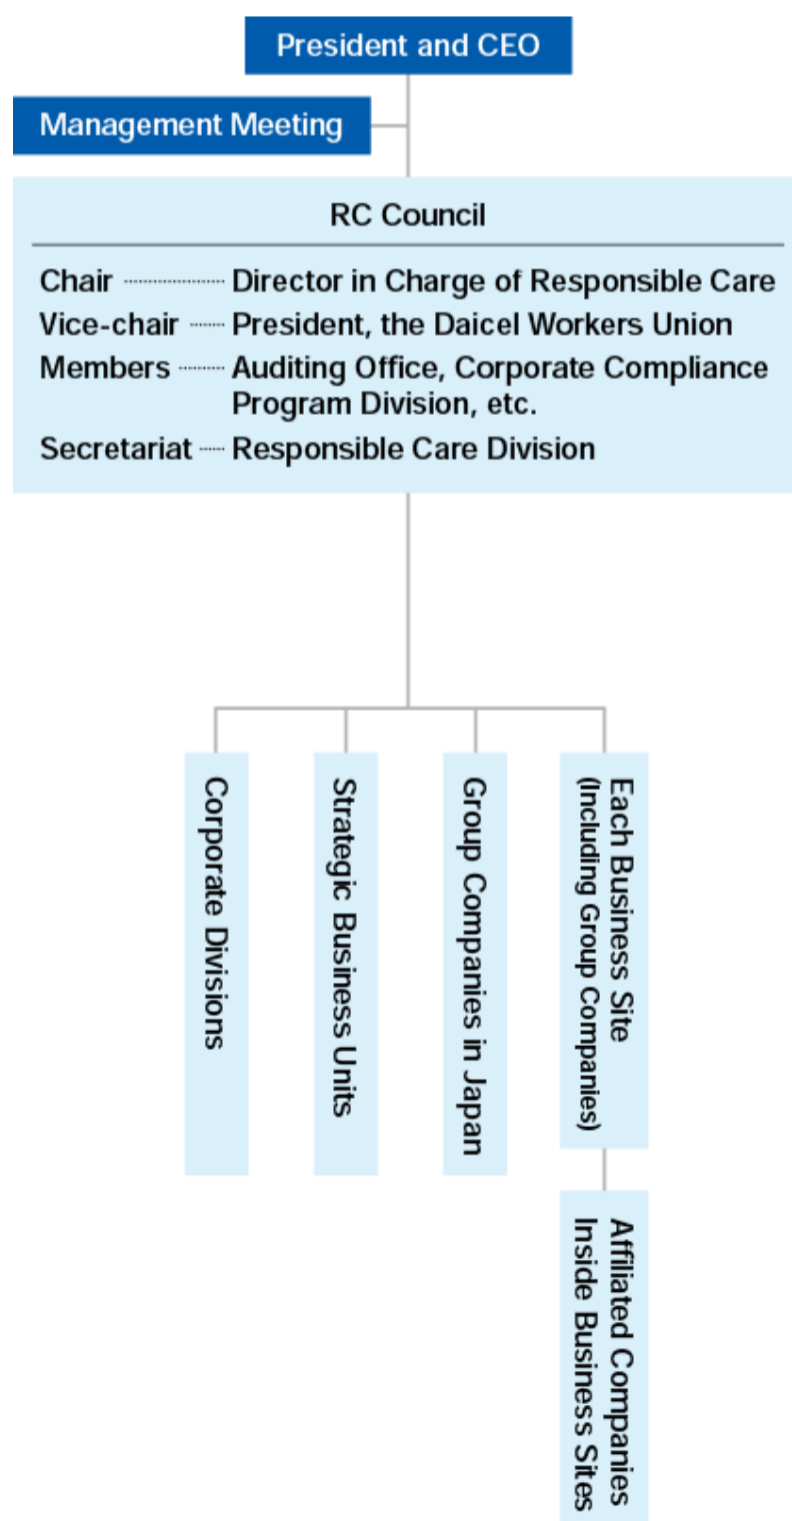 President and CEO
Management Meeting
RC Council
Chair ........ Director in Charge of Responsible Care
Vice-chair ........ President, the Daicel Workers Union
Members ........ Auditing Office, Corporate Compliance
Program Division, etc.
Secretariat ........ Responsible Care Division
Corporate Divisions
Strategic Business Units
Group Companies in Japan
Each Business Site
(Including Group Companies)
Affiliated Companies
Inside Business Sites